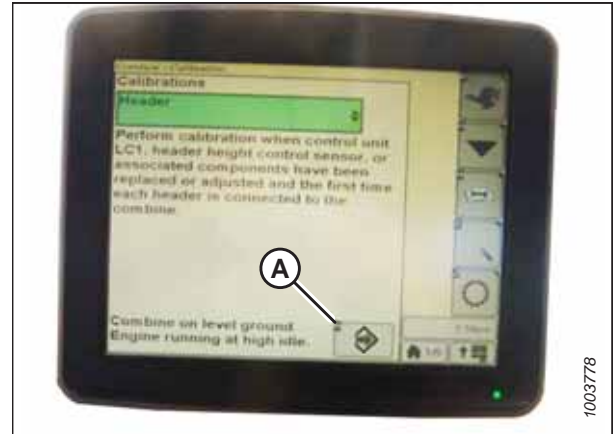 Combine - Calibration
Calibrations
Header
Perform calibration when control unit
LC1, header height control sensor, or
associated components have been
replaced or adjusted and the first time
each header is connected to the
combine.
A
Combine on level ground.
Engine running at high idle.
1003778